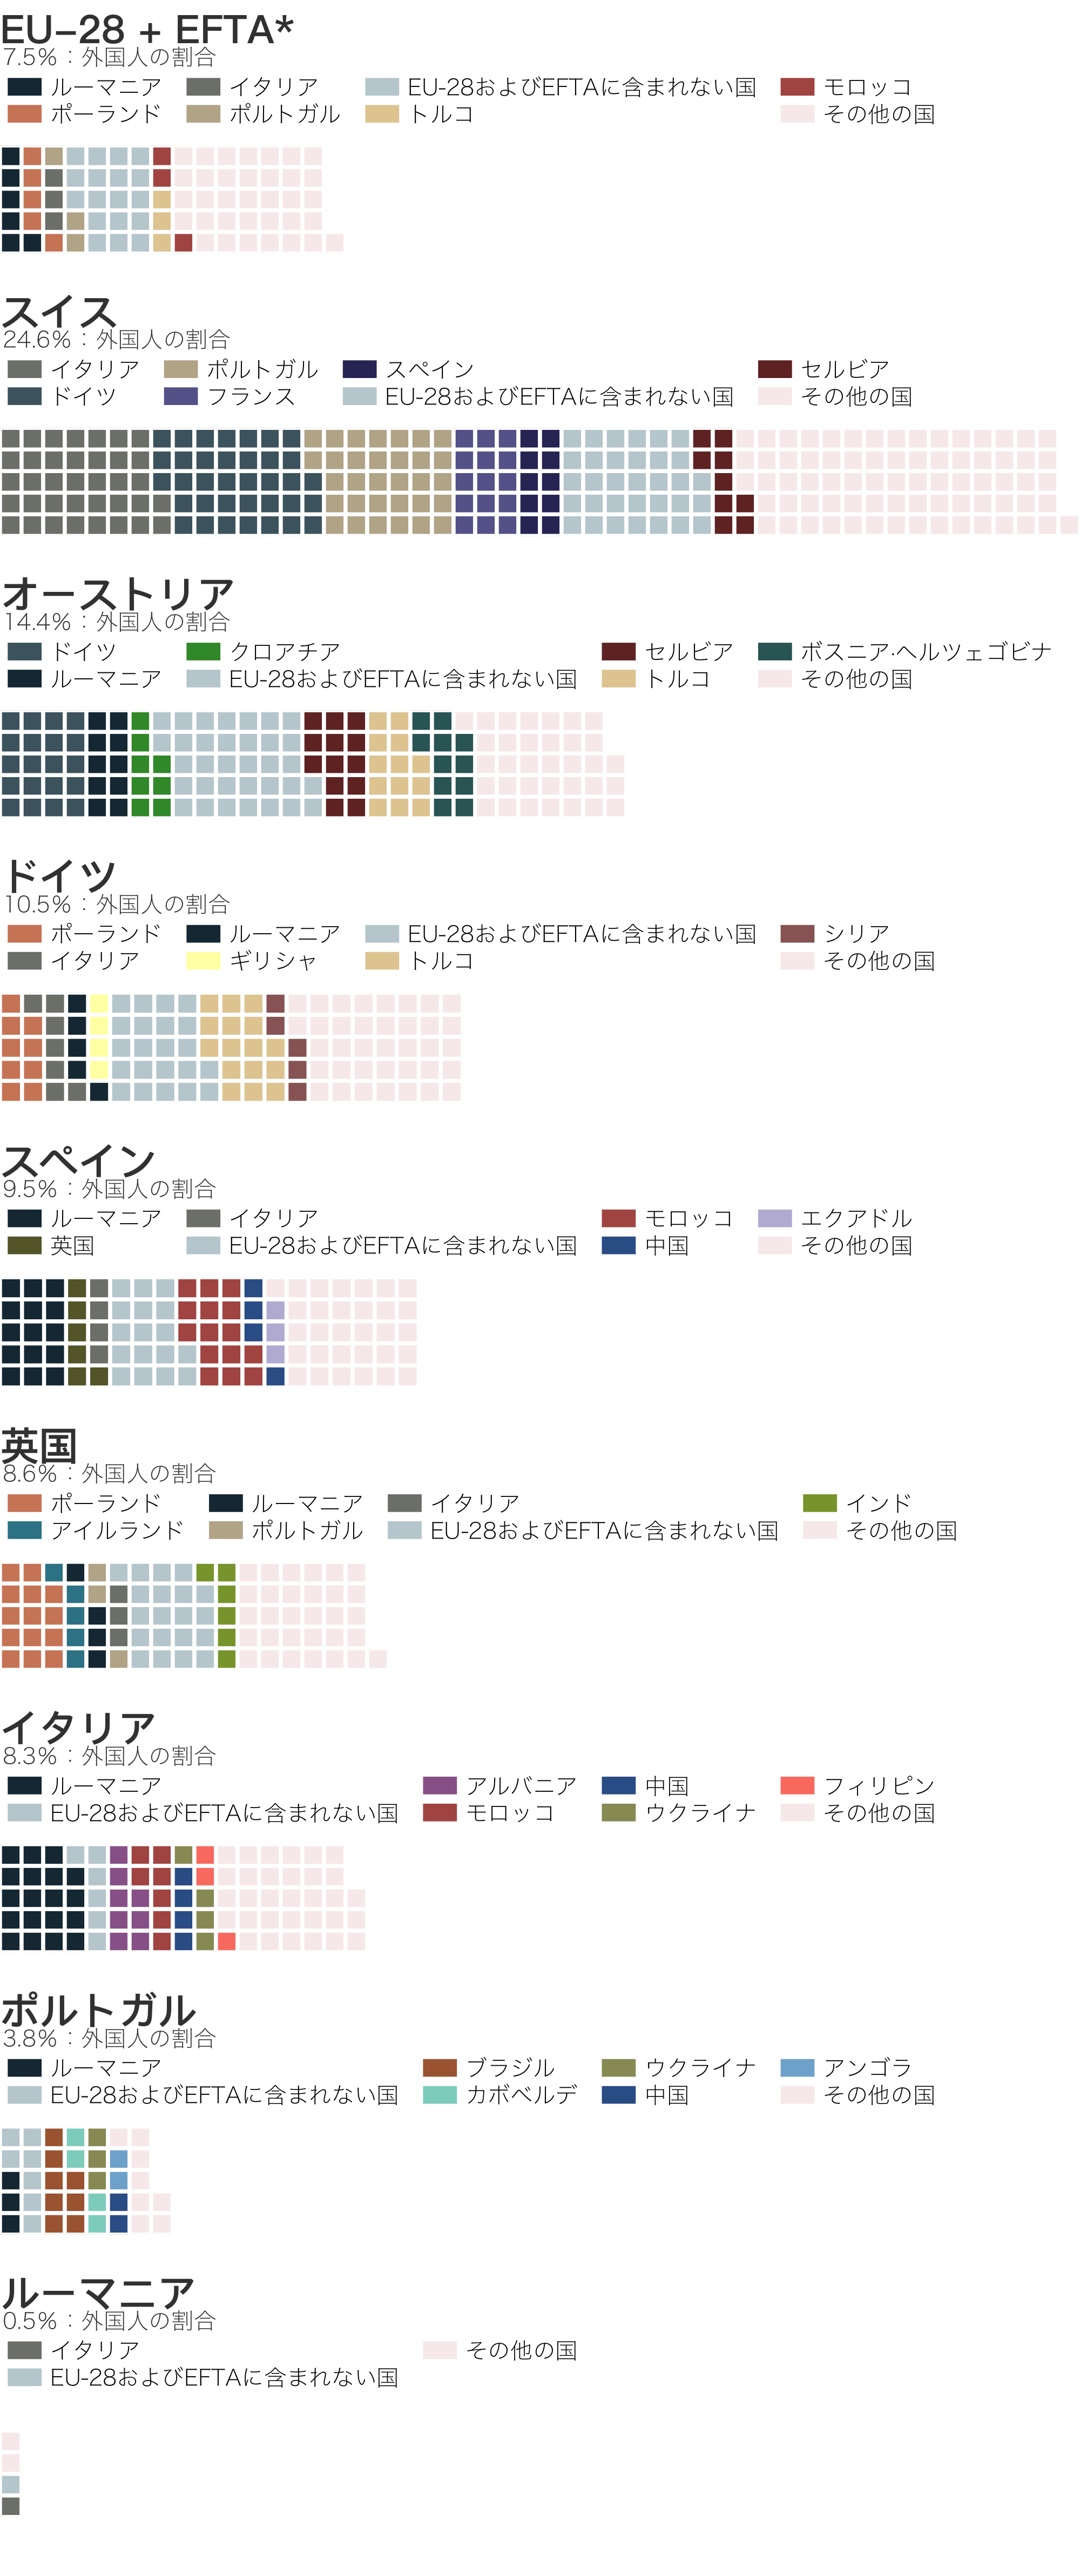 EU–28 + EFTA*
7.5%：外国人の割合
ルーマニア イタリア EU-28およびEFTAに含まれない国 モロッコ
ポーランド ポルトガル トルコ その他の国
スイス
24.6%：外国人の割合
イタリア ポルトガル スペイン セルビア
ドイツ フランス EU-28およびEFTAに含まれない国 その他の国
オーストリア
14.4%：外国人の割合
ドイツ クロアチア セルビア ボスニア·ヘルツェゴビナ
ルーマニア EU-28およびEFTAに含まれない国 トルコ その他の国
ドイツ
10.5%：外国人の割合
ポーランド ルーマニア EU-28およびEFTAに含まれない国 シリア
イタリア ギリシャ トルコ その他の国
スペイン
9.5%：外国人の割合
ルーマニア イタリア モロッコ エクアドル
英国 EU-28およびEFTAに含まれない国 中国 その他の国
英国
8.6%：外国人の割合
ポーランド ルーマニア イタリア インド
アイルランド ポルトガル EU-28およびEFTAに含まれない国 その他の国
イタリア
8.3%：外国人の割合
ルーマニア アルバニア 中国 フィリピン
EU-28およびEFTAに含まれない国 モロッコ ウクライナ その他の国
ポルトガル
3.8%：外国人の割合
ルーマニア ブラジル ウクライナ アンゴラ
EU-28およびEFTAに含まれない国 カボベルデ 中国 その他の国
ルーマニア
0.5%：外国人の割合
イタリア その他の国
EU-28およびEFTAに含まれない国